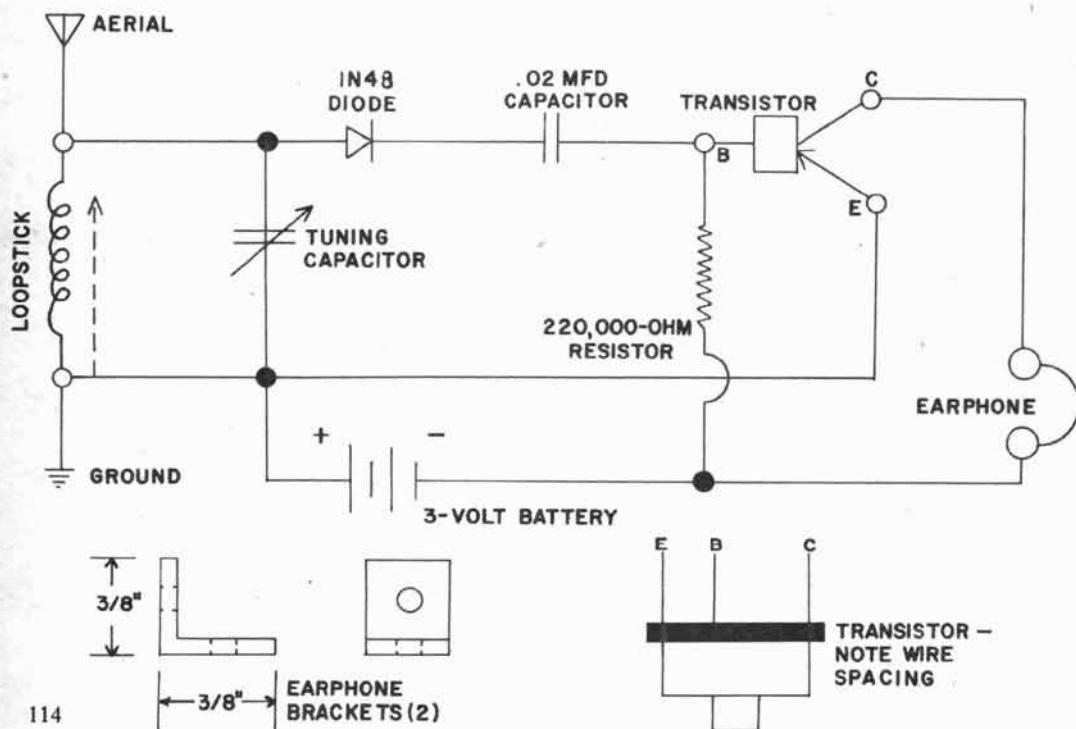 AERIAL
1N48
DIODE
.02 MFD
CAPACITOR
TRANSISTOR
C
B
E
LOOPSTICK
TUNING
CAPACITOR
220,000-OHM
RESISTOR
EARPHONE
+ -
GROUND
3-VOLT BATTERY
E B C
3/8"
TRANSISTOR —
NOTE WIRE
SPACING
3/8"
EARPHONE
BRACKETS (2)
114